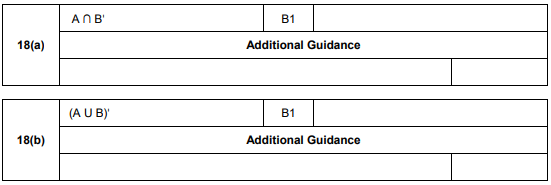 A ∩ B' B1
18(a)
Additional Guidance
(A ∪ B)' B1
18(b)
Additional Guidance